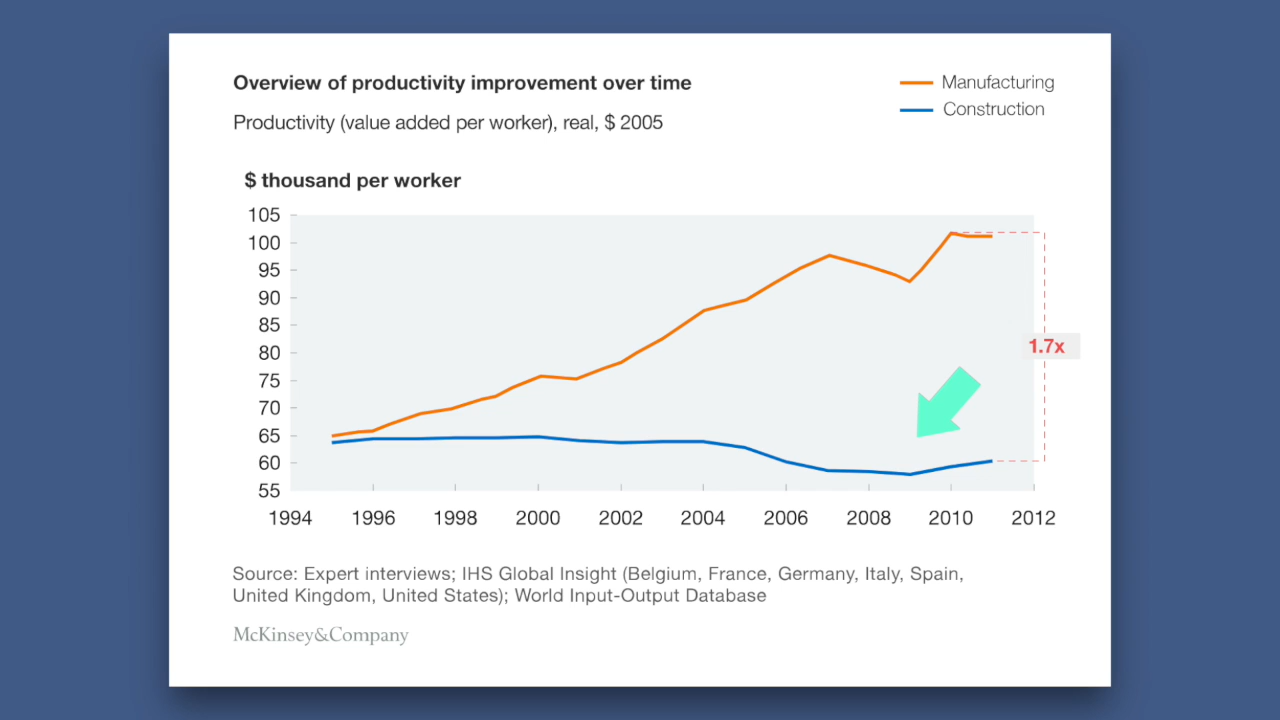 Overview of productivity improvement over time
Productivity (value added per worker), real, $ 2005
Manufacturing
Construction
$ thousand per worker
105
100
95
90
85
80
75
70
65
60
55
1.7x
1994 1996 1998 2000 2002 2004 2006 2008 2010 2012
Source: Expert interviews; IHS Global Insight (Belgium, France, Germany, Italy, Spain,
United Kingdom, United States); World Input-Output Database
McKinsey&Company